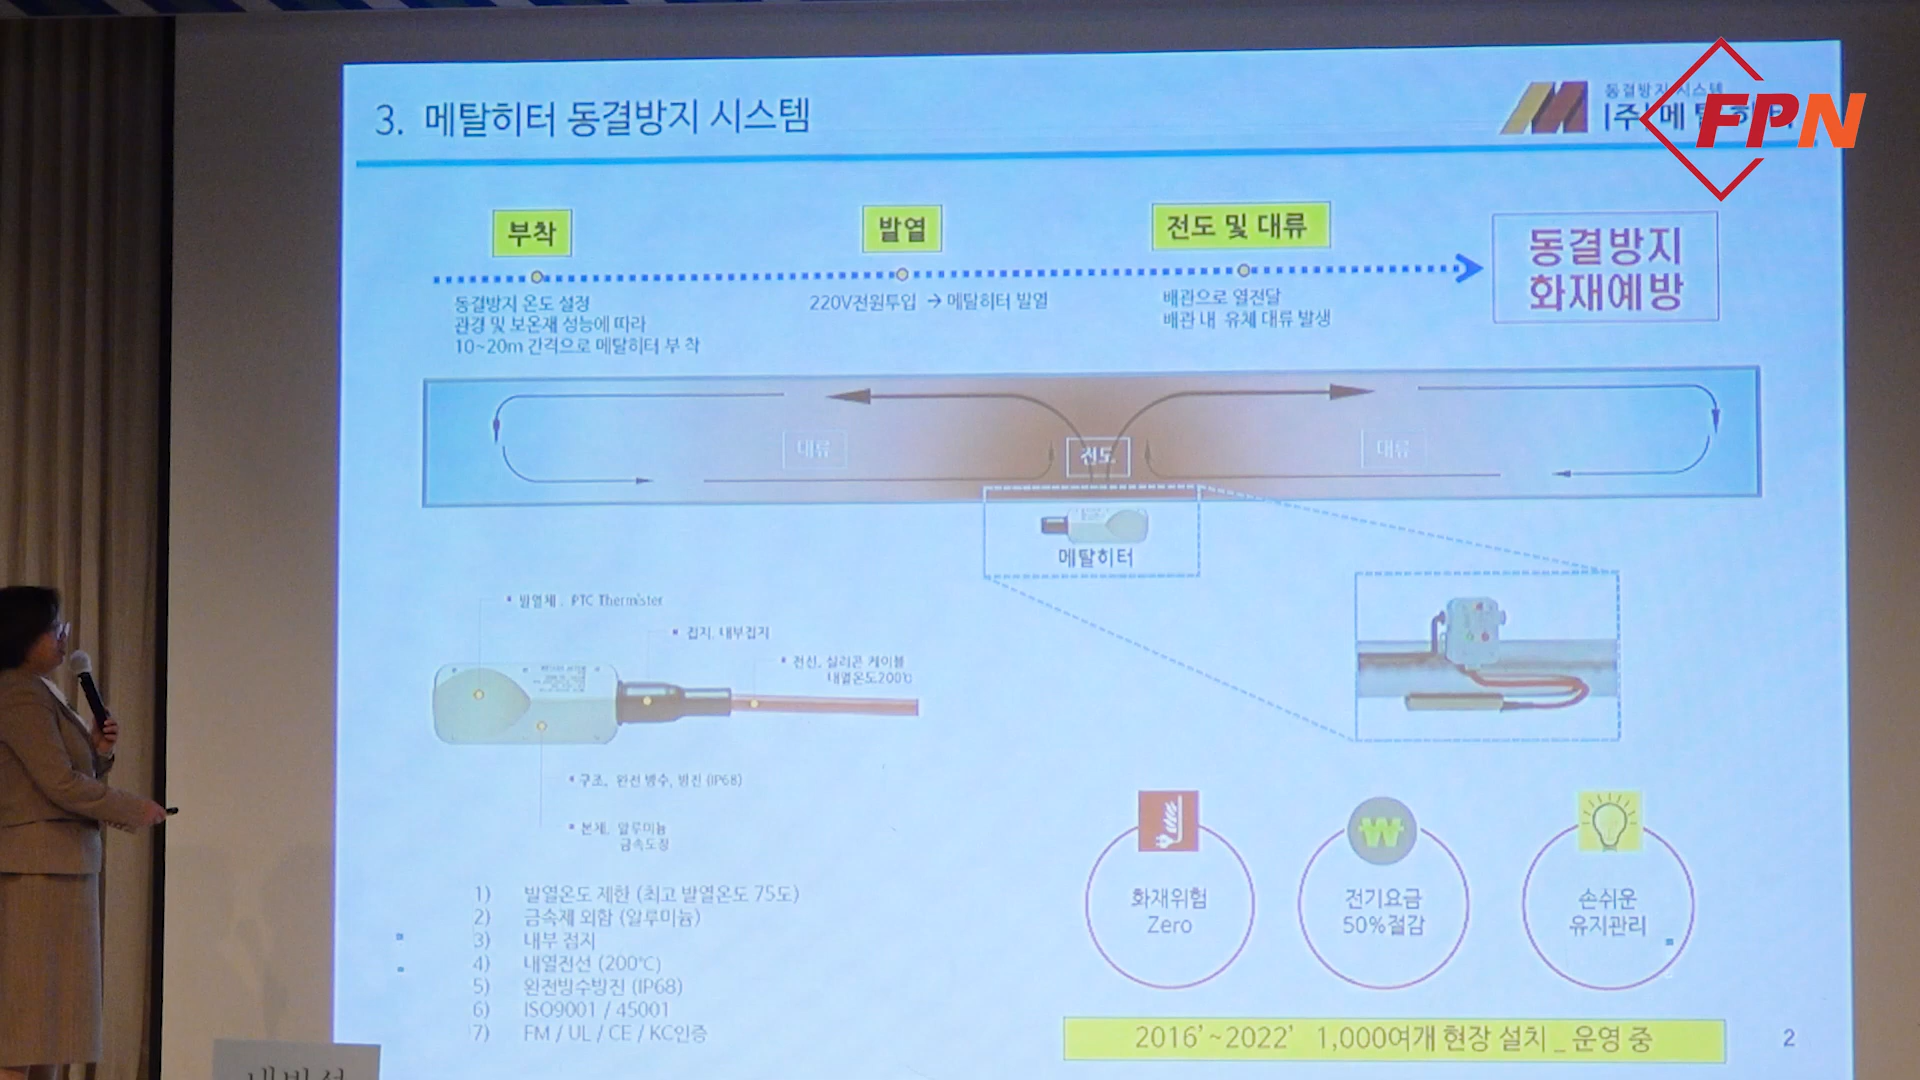 3. 메탈히터 동결방지 시스템
동결방지 시스템
FPN
부착
발열
전도 및 대류
동결방지
화재예방
동결방지 온도 설정
관경 및 보온재 성능에 따라
10~20m 간격으로 메탈히터 부 착
220V전원투입 → 메탈히터 발열
배관으로 열전달
배관 내 유체 대류 발생
대류
전도
대류
메탈히터
발열체. PTC Thermister
접지. 내부접지
전선. 실리콘 케이블
내열온도200℃
구조. 완전 방수, 방진 (IP68)
본체. 알루미늄
금속도장
1) 발열온도 제한 (최고 발열온도 75도)
2) 금속제 외함 (알루미늄)
3) 내부 접지
4) 내열전선 (200℃)
5) 완전방수방진 (IP68)
6) ISO9001 / 45001
7) FM / UL / CE / KC인증
화재위험
Zero
전기요금
50%절감
손쉬운
유지관리
2016’~2022’ 1,000여개 현장 설치 _ 운영 중
2